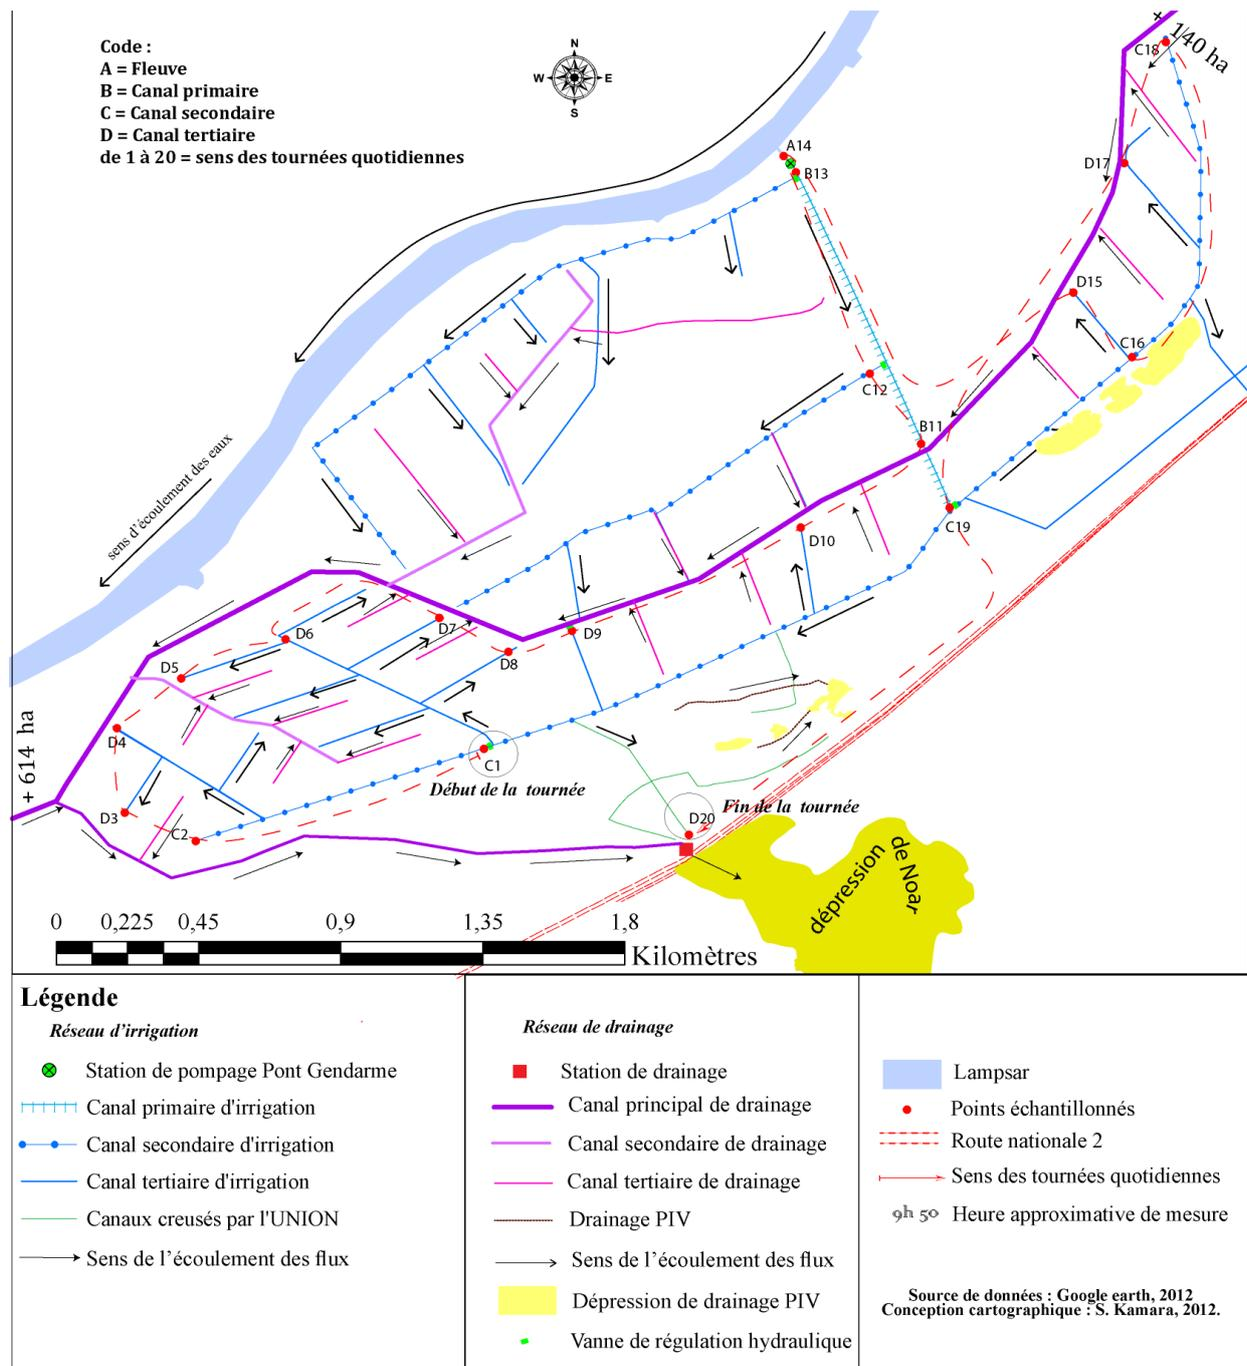 Code :
A = Fleuve
B = Canal primaire
C = Canal secondaire
D = Canal tertiaire
de 1 à 20 = sens des tournées quotidiennes
N
W
E
S
+
140 ha
C18
A14
B13
D17
D15
C16
C12
B11
C19
sens d'écoulement des eaux
D10
D6
D7
D9
D8
D5
D4
+ 614 ha
C1
Début de la tournée
D3
C2
D20
Fin de la tournée
dépression
de Noar
0
0,225
0,45
0,9
1,35
1,8
Kilomètres
Légende
Réseau d'irrigation
Station de pompage Pont Gendarme
Canal primaire d'irrigation
Canal secondaire d'irrigation
Canal tertiaire d'irrigation
Canaux creusés par l'UNION
Sens de l’écoulement des flux
Réseau de drainage
Station de drainage
Canal principal de drainage
Canal secondaire de drainage
Canal tertiaire de drainage
Drainage PIV
Sens de l’écoulement des flux
Dépression de drainage PIV
Vanne de régulation hydraulique
Lampsar
Points échantillonnés
Route nationale 2
Sens des tournées quotidiennes
9h 50 Heure approximative de mesure
Source de données : Google earth, 2012
Conception cartographique : S. Kamara, 2012.